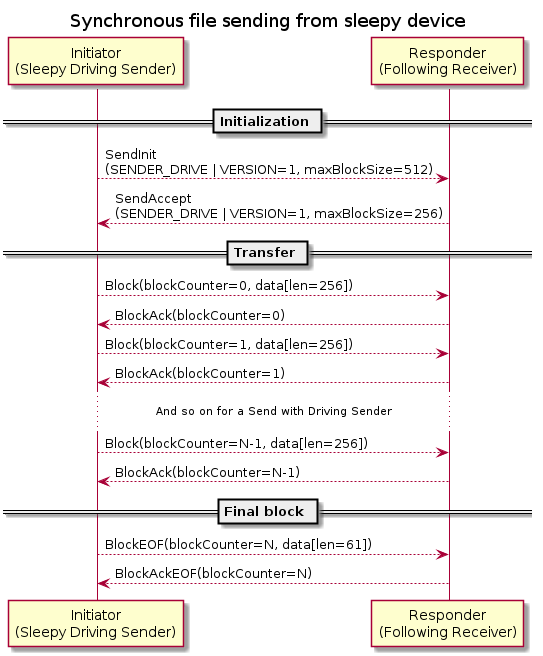 Synchronous file sending from sleepy device
Initiator
(Sleepy Driving Sender)
Responder
(Following Receiver)
Initialization
SendInit
(SENDER_DRIVE | VERSION=1, maxBlockSize=512)
SendAccept
(SENDER_DRIVE | VERSION=1, maxBlockSize=256)
Transfer
Block(blockCounter=0, data[len=256])
BlockAck(blockCounter=0)
Block(blockCounter=1, data[len=256])
BlockAck(blockCounter=1)
And so on for a Send with Driving Sender
Block(blockCounter=N-1, data[len=256])
BlockAck(blockCounter=N-1)
Final block
BlockEOF(blockCounter=N, data[len=61])
BlockAckEOF(blockCounter=N)
Initiator
(Sleepy Driving Sender)
Responder
(Following Receiver)